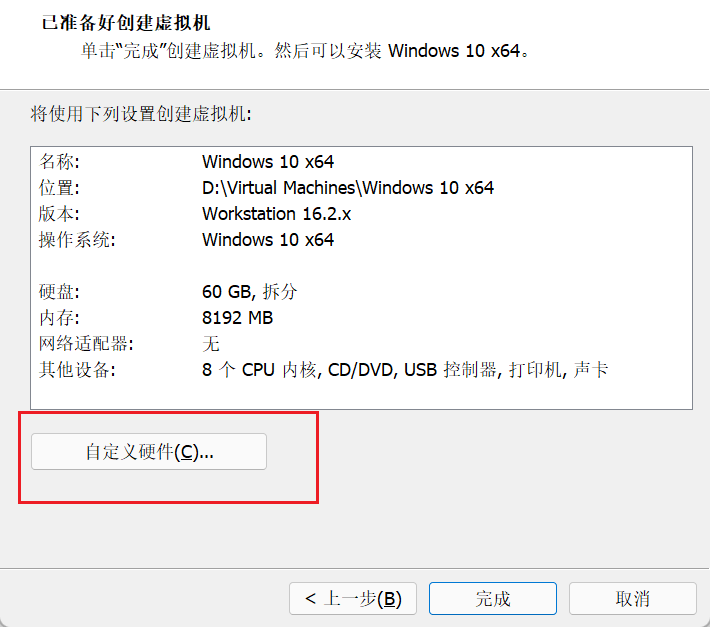 已准备好创建虚拟机
单击“完成”创建虚拟机。然后可以安装 Windows 10 x64。
将使用下列设置创建虚拟机:
名称: Windows 10 x64
位置: D:\Virtual Machines\Windows 10 x64
版本: Workstation 16.2.x
操作系统: Windows 10 x64
硬盘: 60 GB, 拆分
内存: 8192 MB
网络适配器: 无
其他设备: 8 个 CPU 内核, CD/DVD, USB 控制器, 打印机, 声卡
自定义硬件(C)...
< 上一步(B) 完成 取消